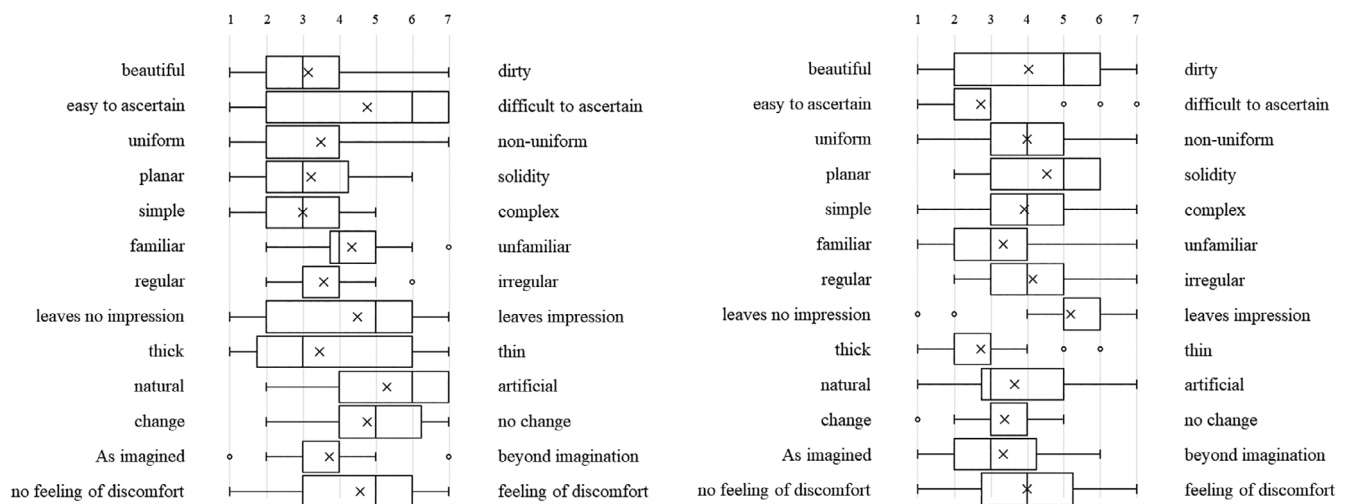 1 2 3 4 5 6 7
beautiful dirty
easy to ascertain difficult to ascertain
uniform non-uniform
planar solidity
simple complex
familiar unfamiliar
regular irregular
leaves no impression leaves impression
thick thin
natural artificial
change no change
As imagined beyond imagination
no feeling of discomfort feeling of discomfort
1 2 3 4 5 6 7
beautiful dirty
easy to ascertain difficult to ascertain
uniform non-uniform
planar solidity
simple complex
familiar unfamiliar
regular irregular
leaves no impression leaves impression
thick thin
natural artificial
change no change
As imagined beyond imagination
no feeling of discomfort feeling of discomfort